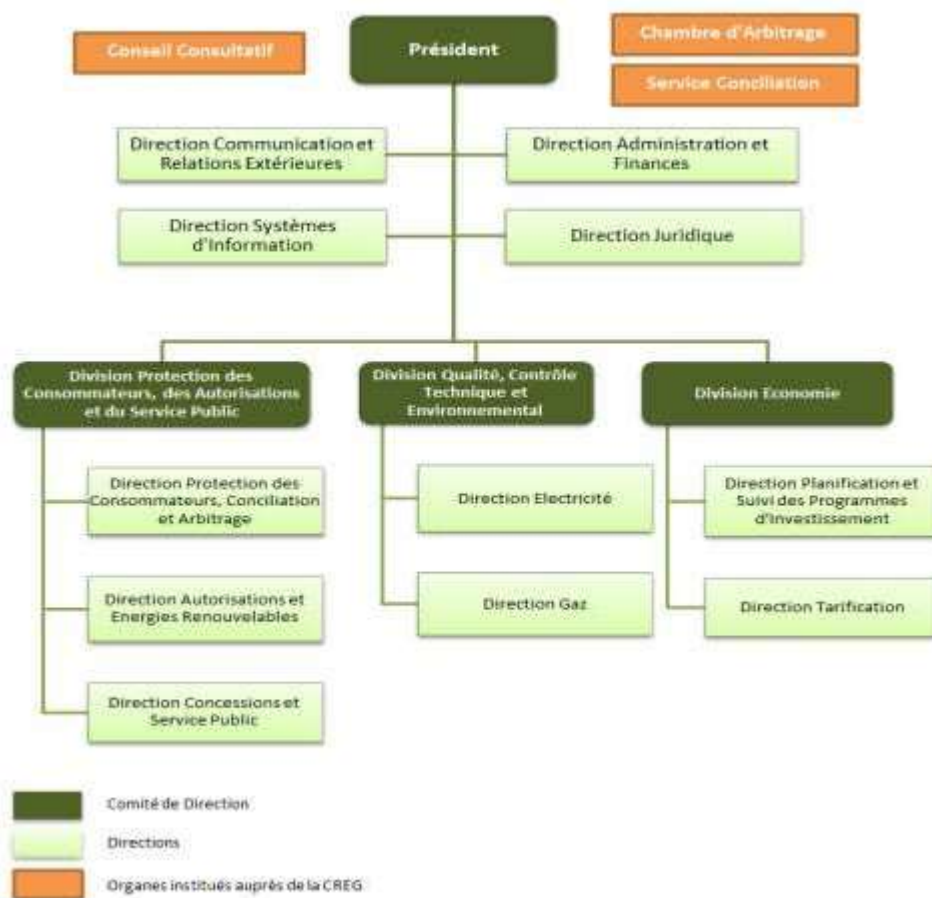 Conseil Consultatif
Président
Chambre d'Arbitrage
Service Conciliation
Direction Communication et
Relations Extérieures
Direction Administration et
Finances
Direction Systèmes
d'Information
Direction Juridique
Division Protection des
Consommateurs, des Autorisations
et du Service Public
Division Qualité, Contrôle
Technique et
Environnemental
Division Economie
Direction Protection des
Consommateurs, Conciliation
et Arbitrage
Direction Electricité
Direction Planification et
Suivi des Programmes
d'Investissement
Direction Autorisations et
Energies Renouvelables
Direction Gaz
Direction Tarification
Direction Concessions et
Service Public
Comité de Direction
Directions
Organes institués auprès de la CREG